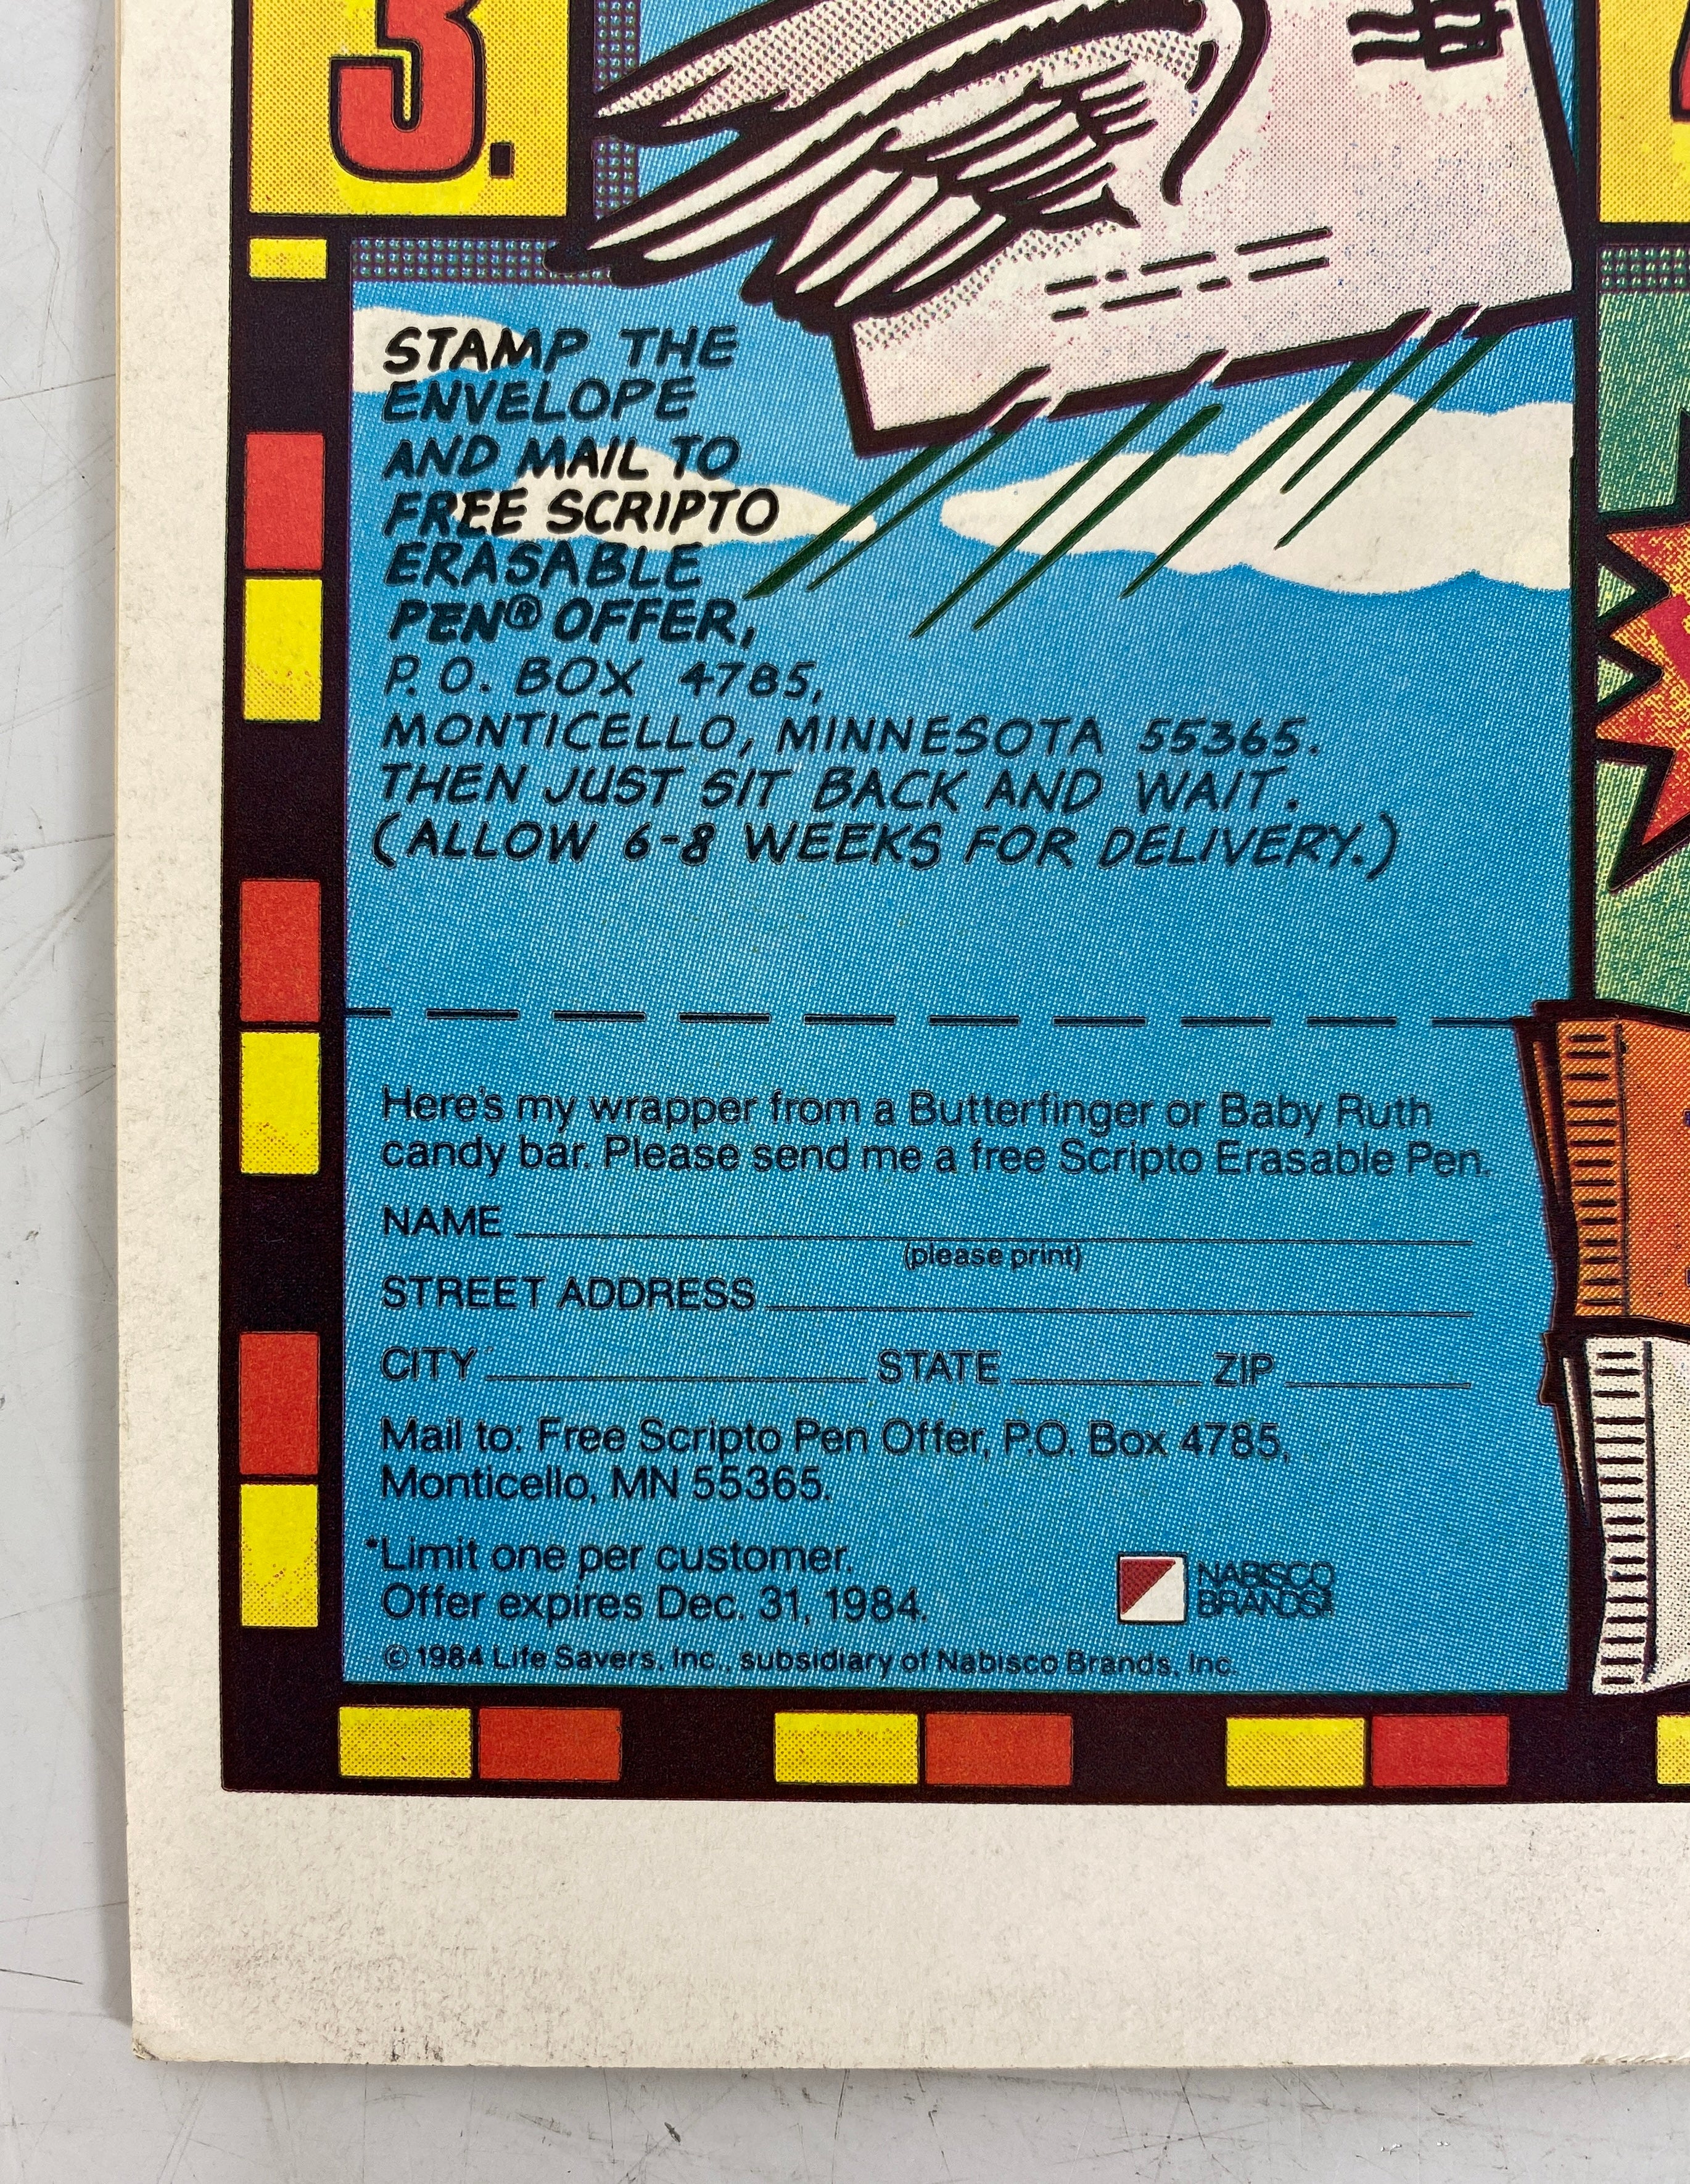 3.
STAMP THE
ENVELOPE
AND MAIL TO
FREE SCRIPTO
ERASABLE
PEN® OFFER,
P.O. BOX 4785,
MONTICELLO, MINNESOTA 55365.
THEN JUST SIT BACK AND WAIT.
(ALLOW 6-8 WEEKS FOR DELIVERY.)
Here's my wrapper from a Butterfinger or Baby Ruth
candy bar. Please send me a free Scripto Erasable Pen.
NAME
(please print)
STREET ADDRESS
CITY STATE ZIP
Mail to: Free Scripto Pen Offer, P.O. Box 4785,
Monticello, MN 55365.
*Limit one per customer.
Offer expires Dec. 31, 1984.
NABISCO
BRANDS
© 1984 Life Savers, Inc., subsidiary of Nabisco Brands, Inc.